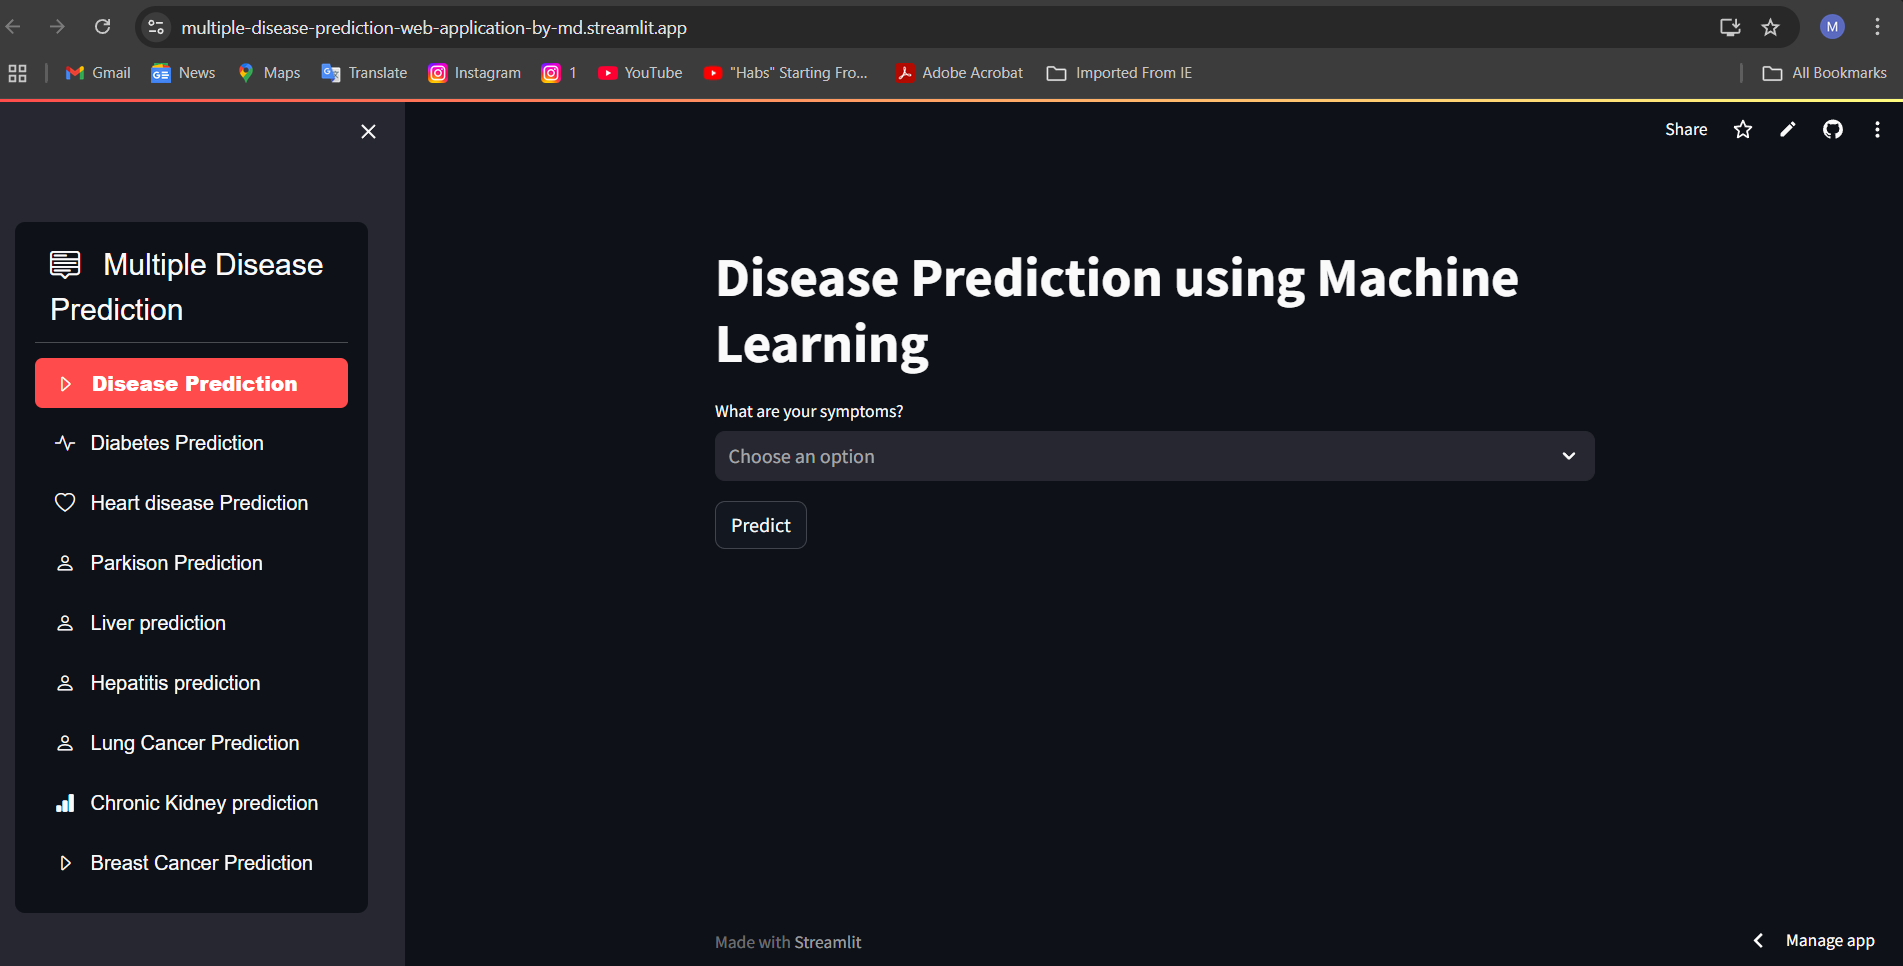 multiple-disease-prediction-web-application-by-md.streamlit.app
M
Gmail
News
Maps
Translate
Instagram
1
YouTube
"Habs" Starting Fro...
Adobe Acrobat
Imported From IE
All Bookmarks
Share
Multiple Disease
Prediction
Disease Prediction
Diabetes Prediction
Heart disease Prediction
Parkison Prediction
Liver prediction
Hepatitis prediction
Lung Cancer Prediction
Chronic Kidney prediction
Breast Cancer Prediction
Disease Prediction using Machine
Learning
What are your symptoms?
Choose an option
Predict
Made with Streamlit
Manage app